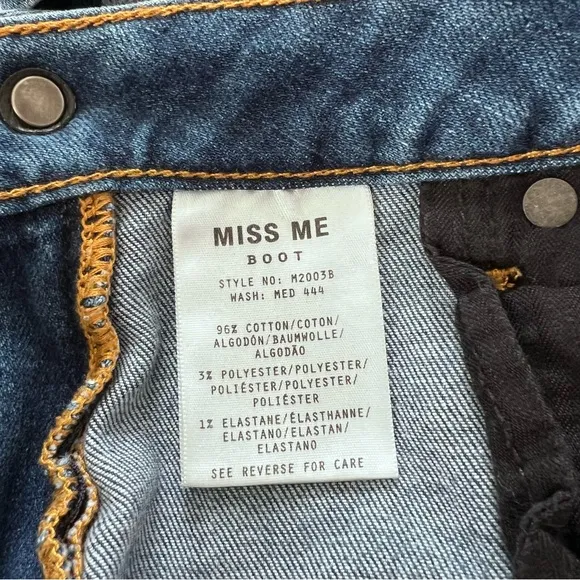 MISS ME
BOOT
STYLE NO: M2003B
WASH: MED 444
96% COTTON/COTON/
ALGODÓN/BAUMWOLLE/
ALGODÃO
3% POLYESTER/POLYESTER/
POLIÉSTER/POLYESTER/
POLIÉSTER
1% ELASTANE/ÉLASTHANNE/
ELASTANO/ELASTAN/
ELASTANO
SEE REVERSE FOR CARE